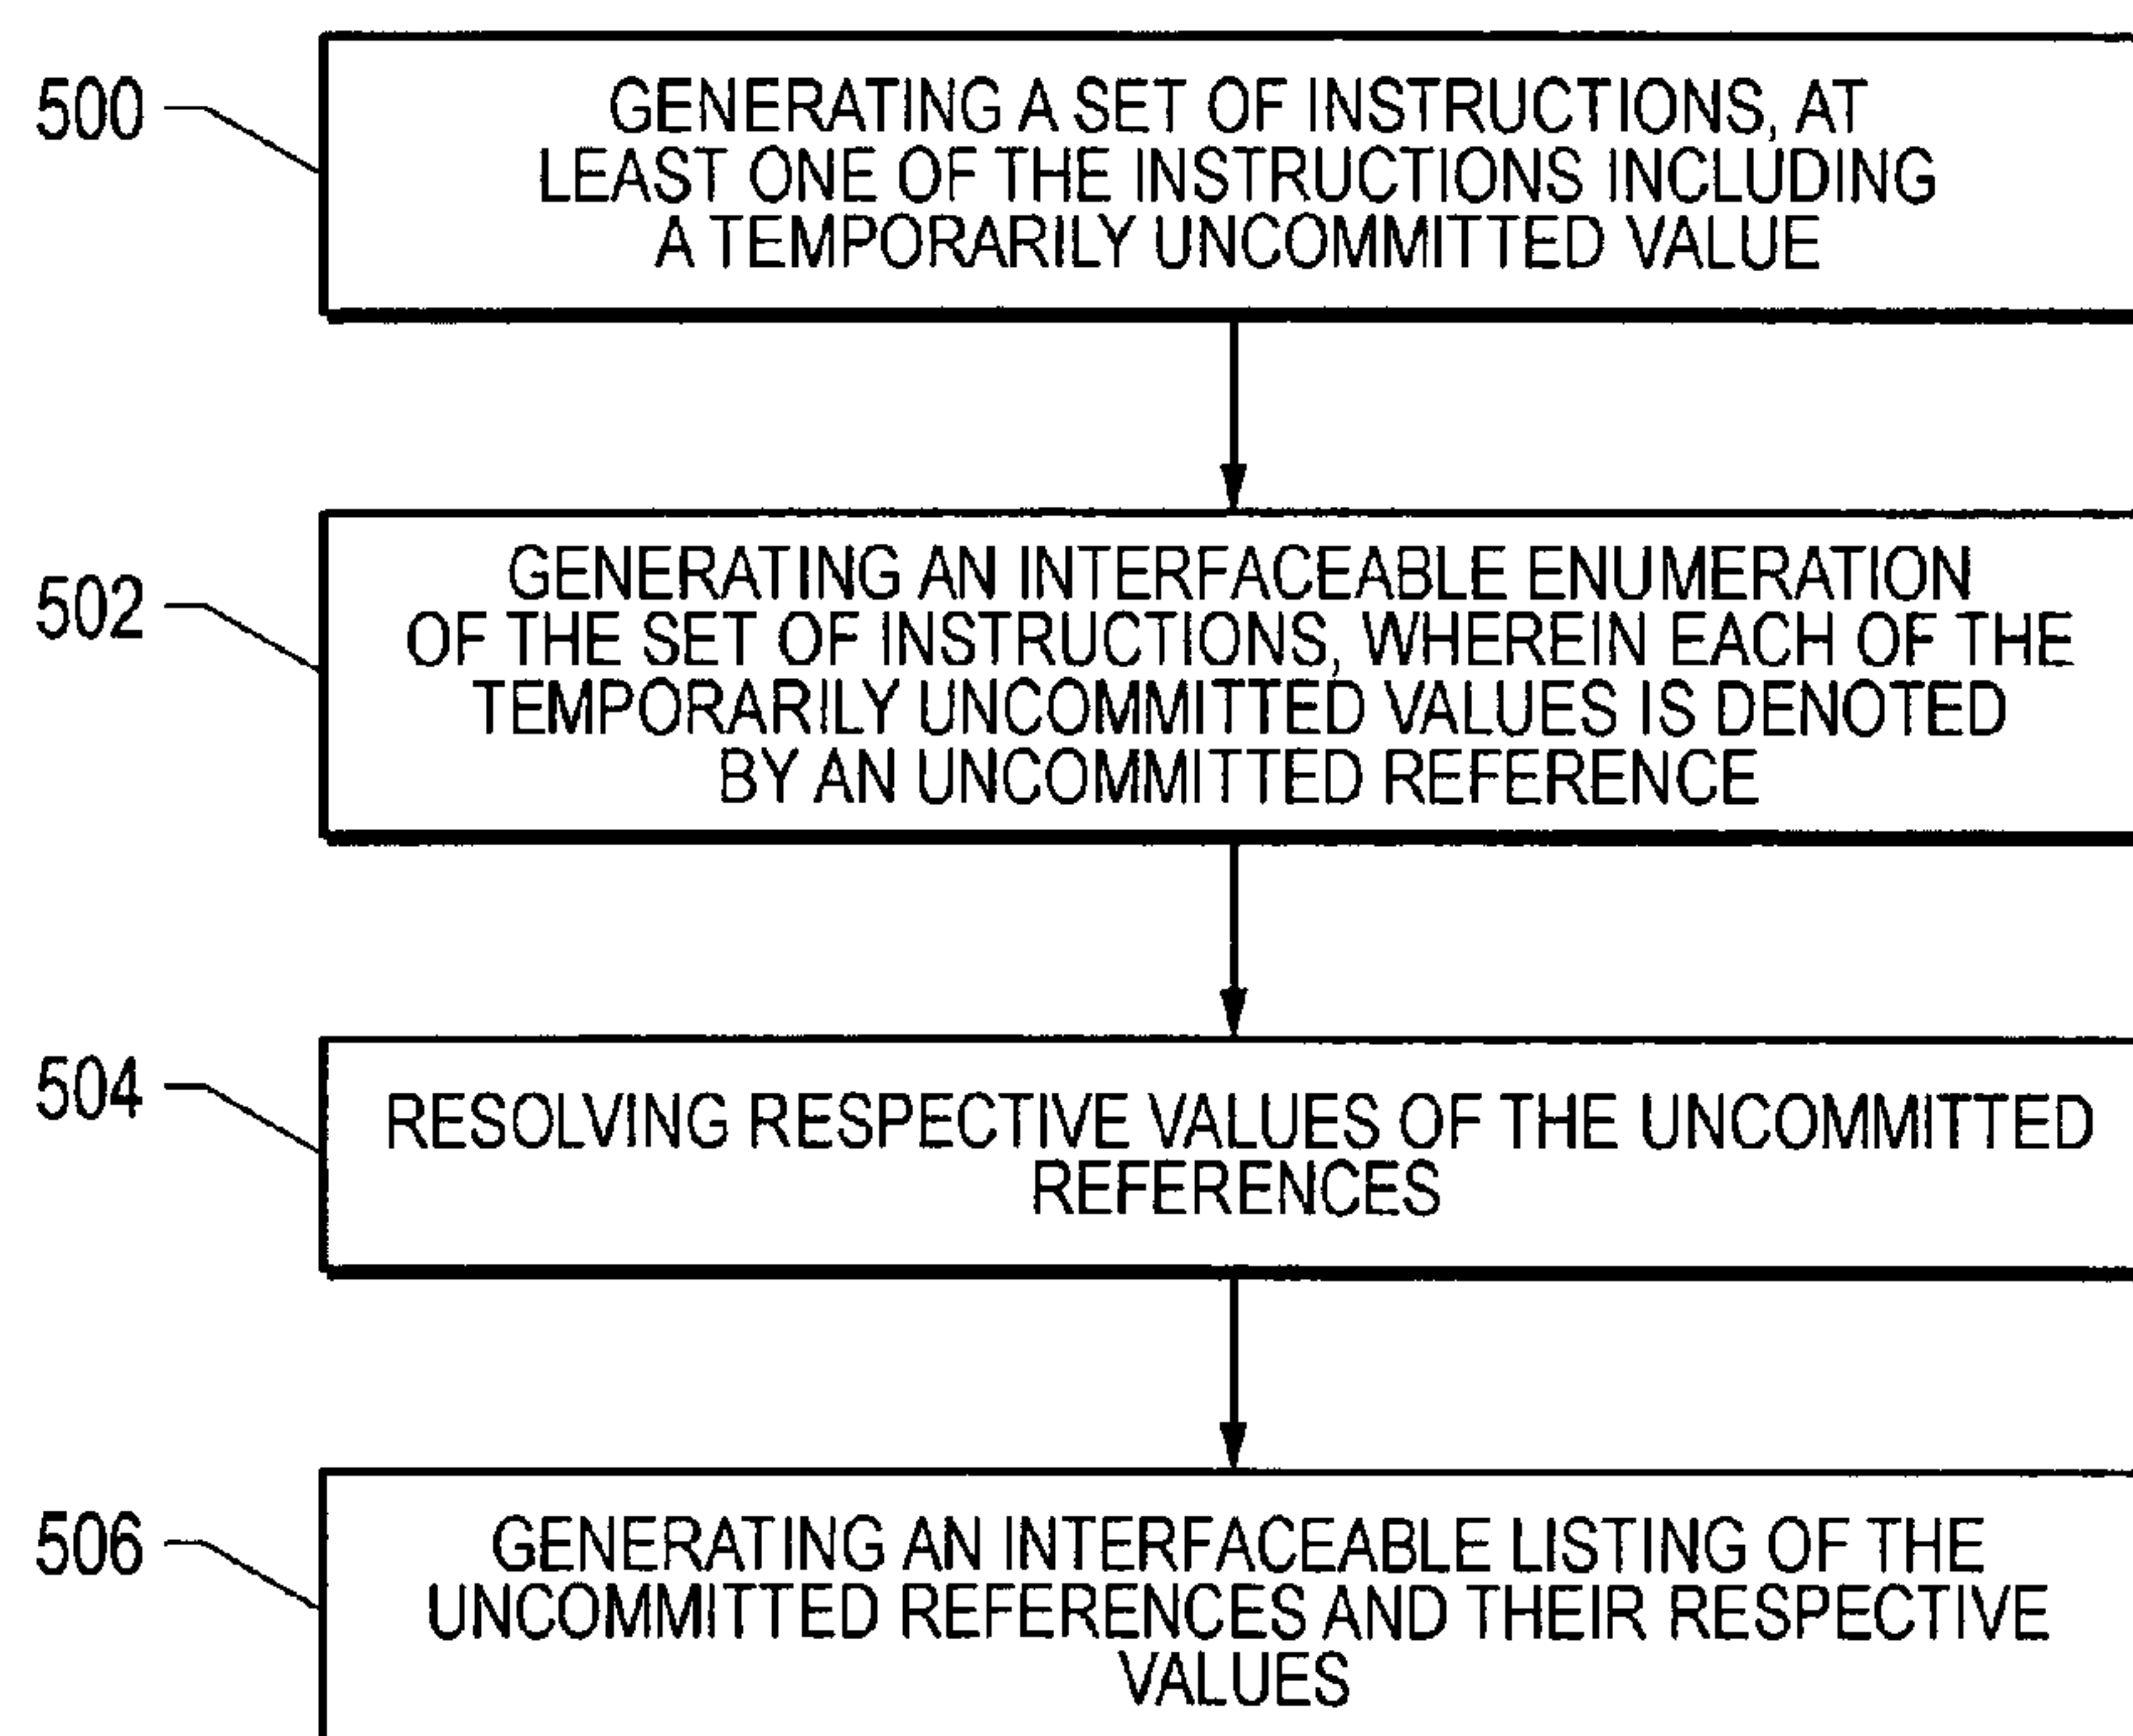 500
GENERATING A SET OF INSTRUCTIONS, AT
LEAST ONE OF THE INSTRUCTIONS INCLUDING
A TEMPORARILY UNCOMMITTED VALUE
502
GENERATING AN INTERFACEABLE ENUMERATION
OF THE SET OF INSTRUCTIONS, WHEREIN EACH OF THE
TEMPORARILY UNCOMMITTED VALUES IS DENOTED
BY AN UNCOMMITTED REFERENCE
504
RESOLVING RESPECTIVE VALUES OF THE UNCOMMITTED
REFERENCES
506
GENERATING AN INTERFACEABLE LISTING OF THE
UNCOMMITTED REFERENCES AND THEIR RESPECTIVE
VALUES